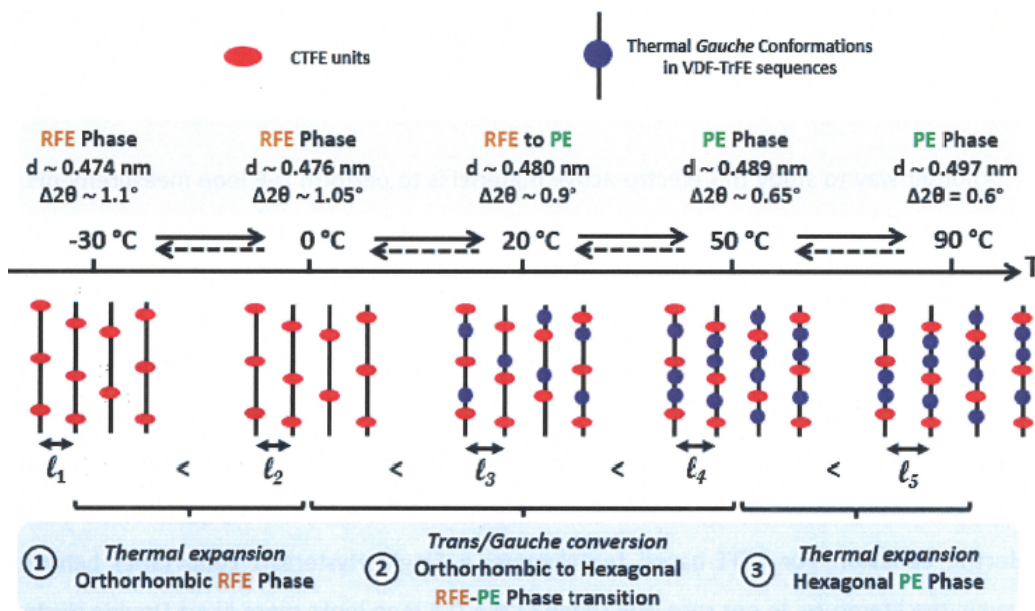 CTFE units
Thermal Gauche Conformations
in VDF-TrFE sequences
RFE Phase
d ~ 0.474 nm
Δ2θ ~ 1.1°
RFE Phase
d ~ 0.476 nm
Δ2θ ~ 1.05°
RFE to PE
d ~ 0.480 nm
Δ2θ ~ 0.9°
PE Phase
d ~ 0.489 nm
Δ2θ ~ 0.65°
PE Phase
d ~ 0.497 nm
Δ2θ = 0.6°
-30 °C
0 °C
20 °C
50 °C
90 °C
T
ℓ1 < ℓ2 < ℓ3 < ℓ4 < ℓ5
1 Thermal expansion
Orthorhombic RFE Phase
2 Trans/Gauche conversion
Orthorhombic to Hexagonal
RFE-PE Phase transition
3 Thermal expansion
Hexagonal PE Phase